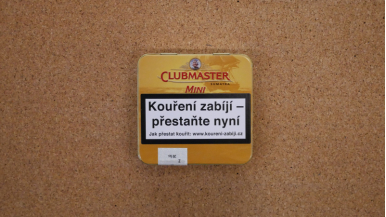 CLUBMASTER
MINI
Kouření zabíjí –
přestaňte nyní
Jak přestat kouřit: www.koureni-zabiji.cz